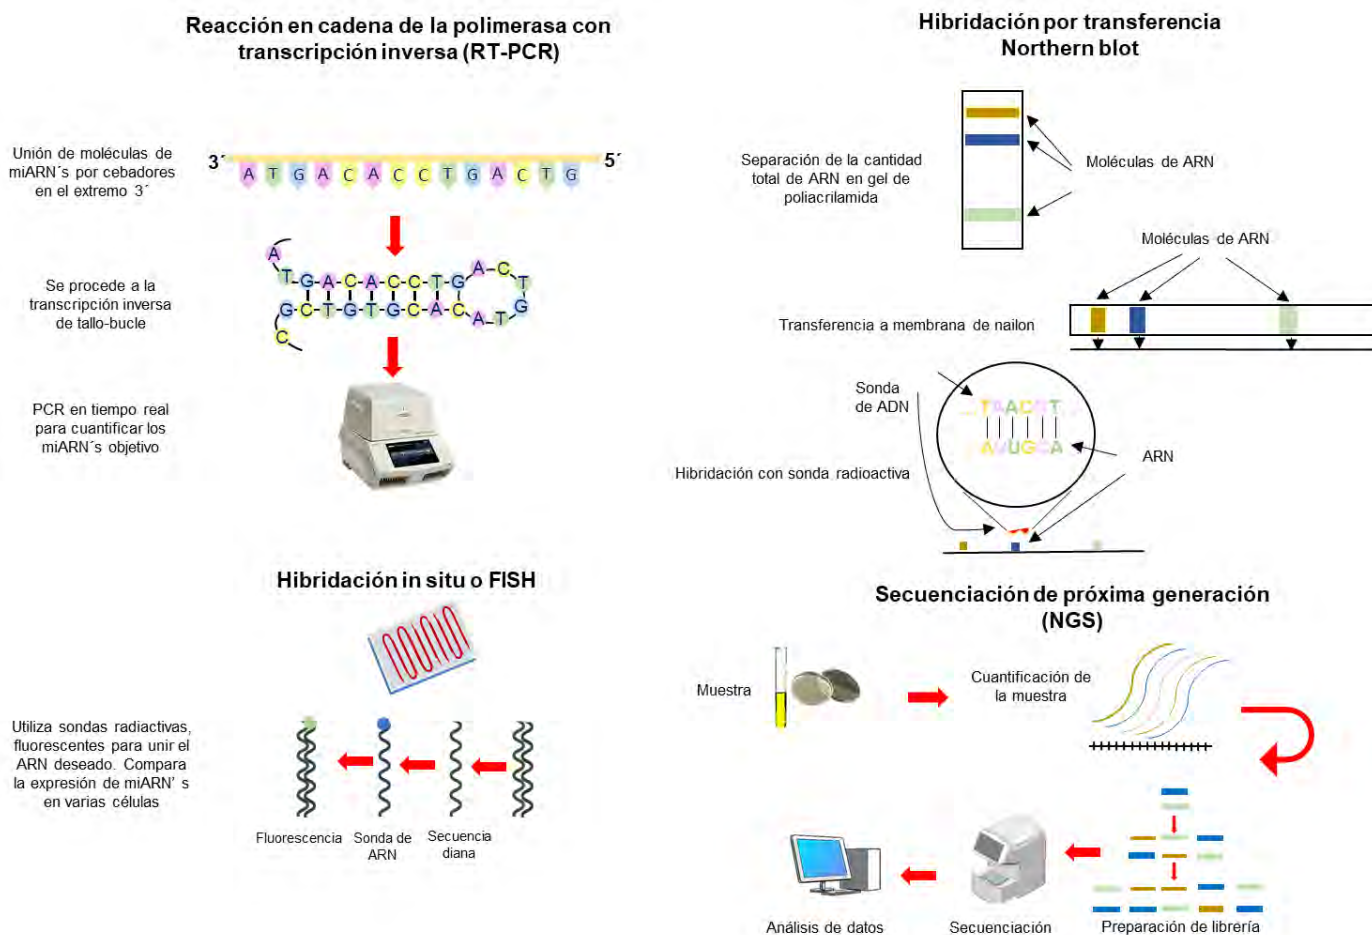 Reacción en cadena de la polimerasa con
transcripción inversa (RT-PCR)
Unión de moléculas de
miARN´s por cebadores
en el extremo 3´
3´
5´
A T G A C A C C T G A C T G
Se procede a la
transcripción inversa
de tallo-bucle
A T G A C A C C T G A C T G
C G C T G T G C A C A T
PCR en tiempo real
para cuantificar los
miARN´s objetivo
Hibridación por transferencia
Northern blot
Separación de la cantidad
total de ARN en gel de
poliacrilamida
Moléculas de ARN
Moléculas de ARN
Transferencia a membrana de nailon
Sonda
de ADN
Hibridación con sonda radioactiva
ARN
Hibridación in situ o FISH
Utiliza sondas radiactivas,
fluorescentes para unir el
ARN deseado. Compara
la expresión de miARN’ s
en varias células
Fluorescencia
Sonda de
ARN
Secuencia
diana
Secuenciación de próxima generación
(NGS)
Muestra
Cuantificación de
la muestra
Análisis de datos
Secuenciación
Preparación de librería